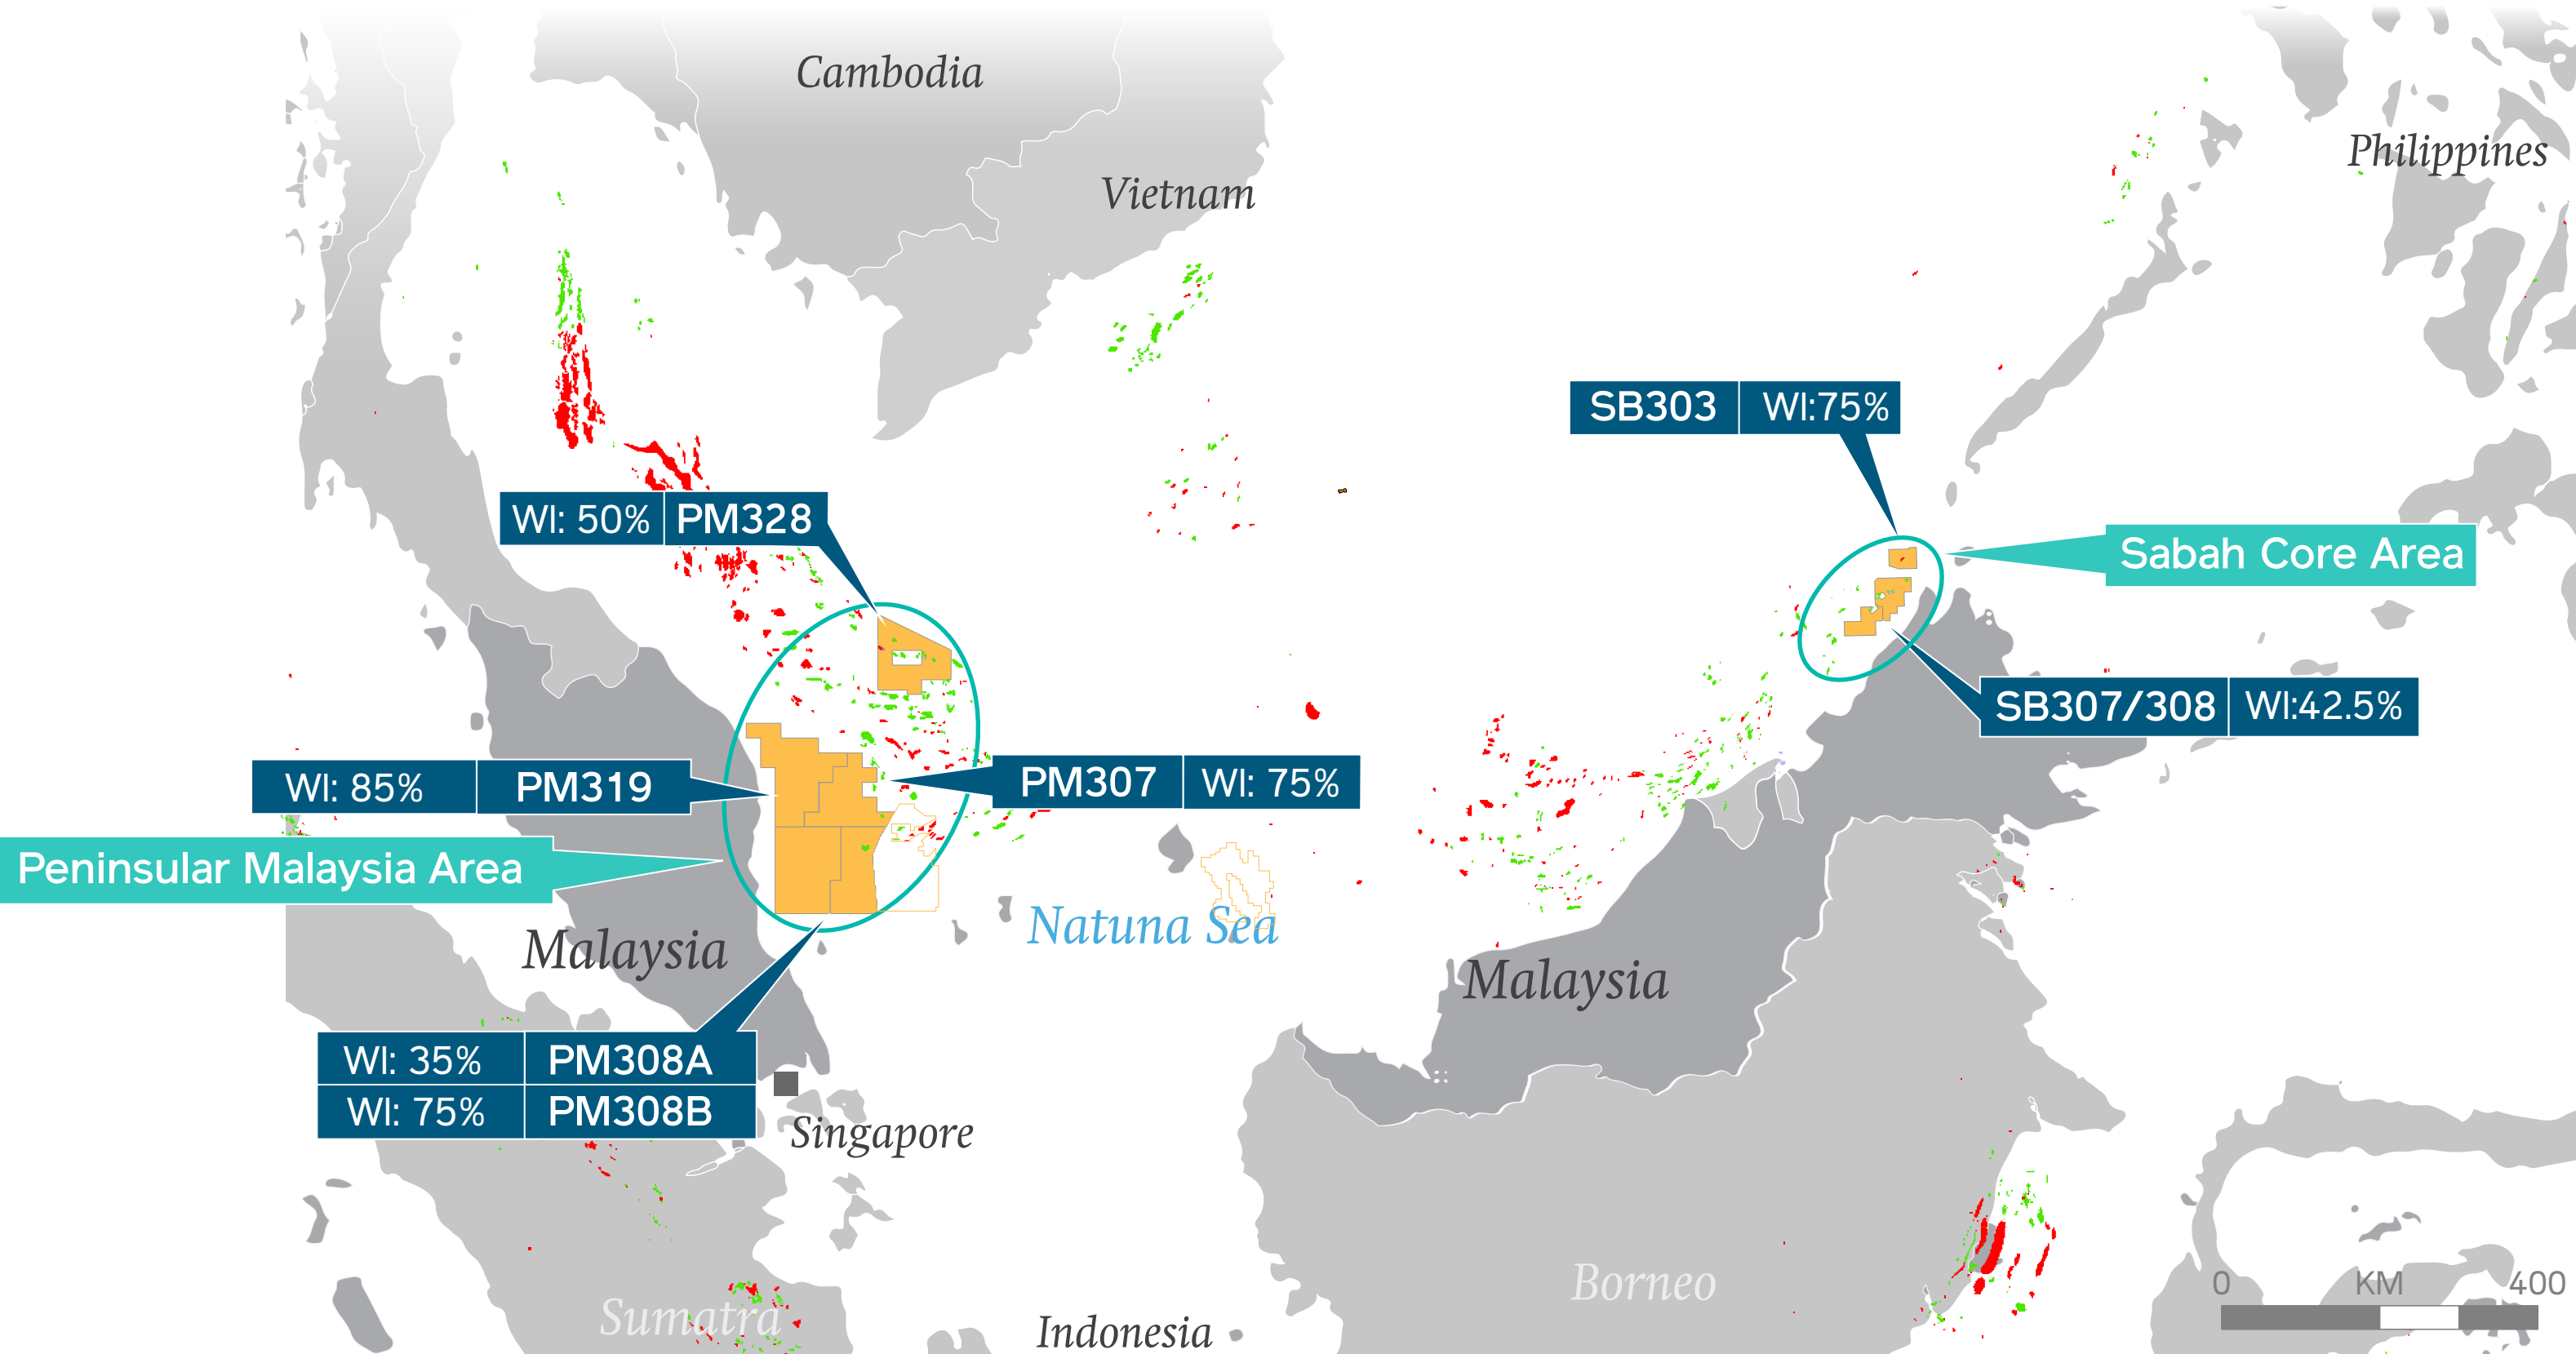 Cambodia
Philippines
Vietnam
SB303 WI:75%
WI: 50% PM328
Sabah Core Area
SB307/308 WI:42.5%
WI: 85% PM319
PM307 WI: 75%
Peninsular Malaysia Area
Natuna Sea
Malaysia
Malaysia
WI: 35% PM308A
WI: 75% PM308B
Singapore
Borneo
0 KM 400
Sumatra
Indonesia